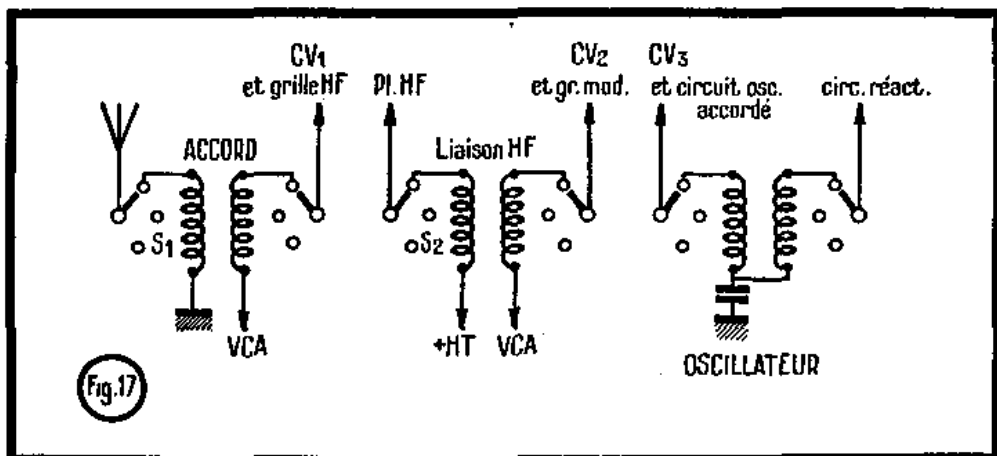 CV1
et grille HF
Pl. HF
CV2
et gr. mod.
CV3
et circuit osc.
accordé
circ. réact.
ACCORD
Liaison HF
S1
S2
VCA
+HT
VCA
OSCILLATEUR
Fig.17